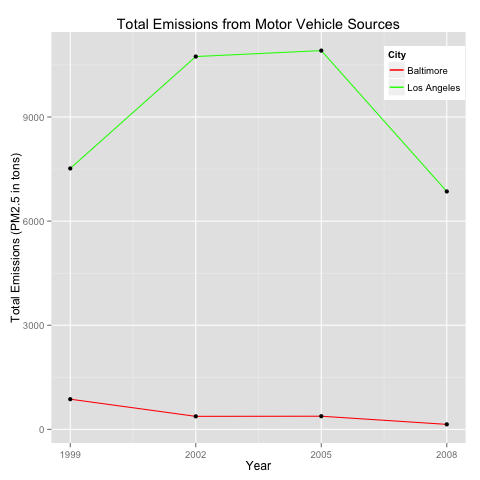 Total Emissions from Motor Vehicle Sources
City
Baltimore
Los Angeles
Total Emissions (PM2.5 in tons)
9000
6000
3000
0
1999 2002 2005 2008
Year